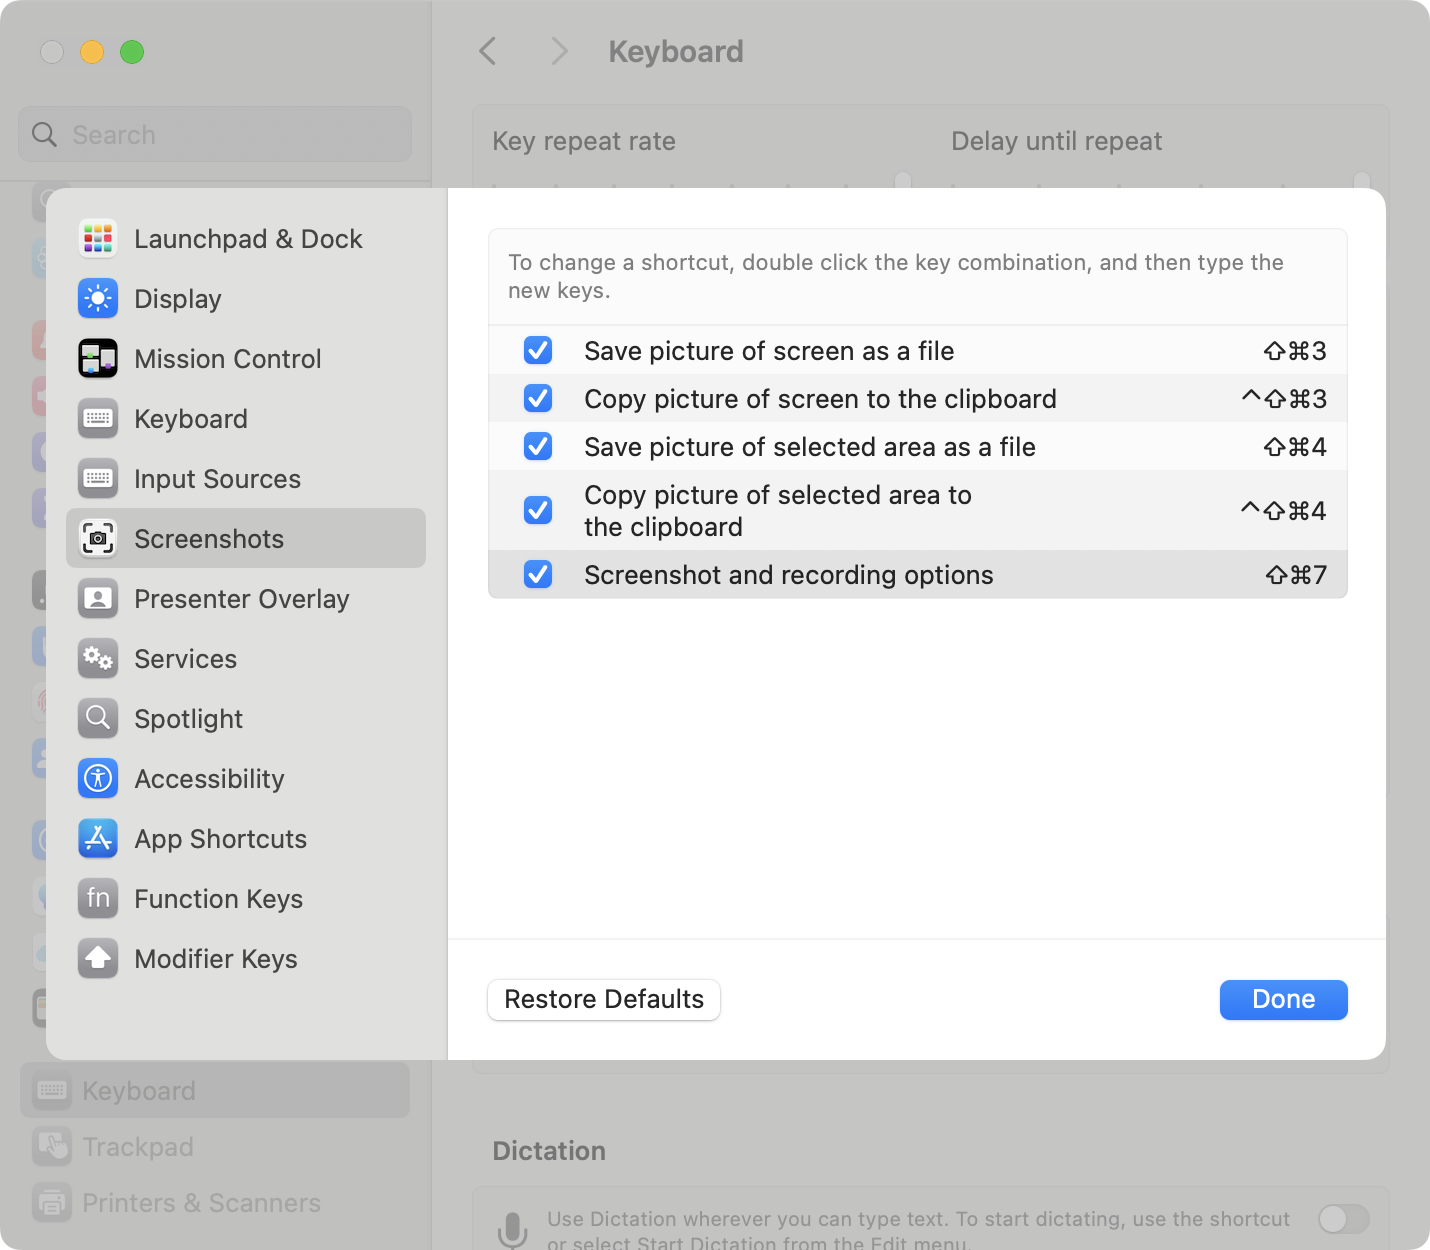 Keyboard
Search
Key repeat rate
Delay until repeat
Launchpad & Dock
Display
Mission Control
Keyboard
Input Sources
Screenshots
Presenter Overlay
Services
Spotlight
Accessibility
App Shortcuts
fn Function Keys
Modifier Keys
To change a shortcut, double click the key combination, and then type the
new keys.
Save picture of screen as a file ⇧⌘3
Copy picture of screen to the clipboard ^⇧⌘3
Save picture of selected area as a file ⇧⌘4
Copy picture of selected area to
the clipboard ^⇧⌘4
Screenshot and recording options ⇧⌘7
Restore Defaults
Done
Keyboard
Trackpad
Printers & Scanners
Dictation
Use Dictation wherever you can type text. To start dictating, use the shortcut
or select Start Dictation from the Edit menu.